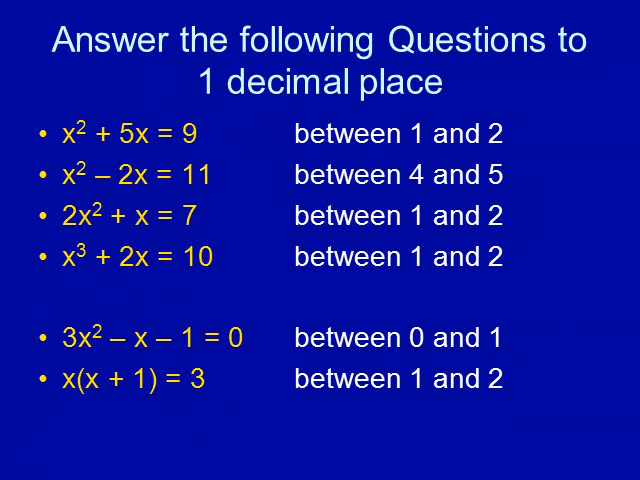 Answer the following Questions to
1 decimal place
• x² + 5x = 9 between 1 and 2
• x² – 2x = 11 between 4 and 5
• 2x² + x = 7 between 1 and 2
• x³ + 2x = 10 between 1 and 2
• 3x² – x – 1 = 0 between 0 and 1
• x(x + 1) = 3 between 1 and 2